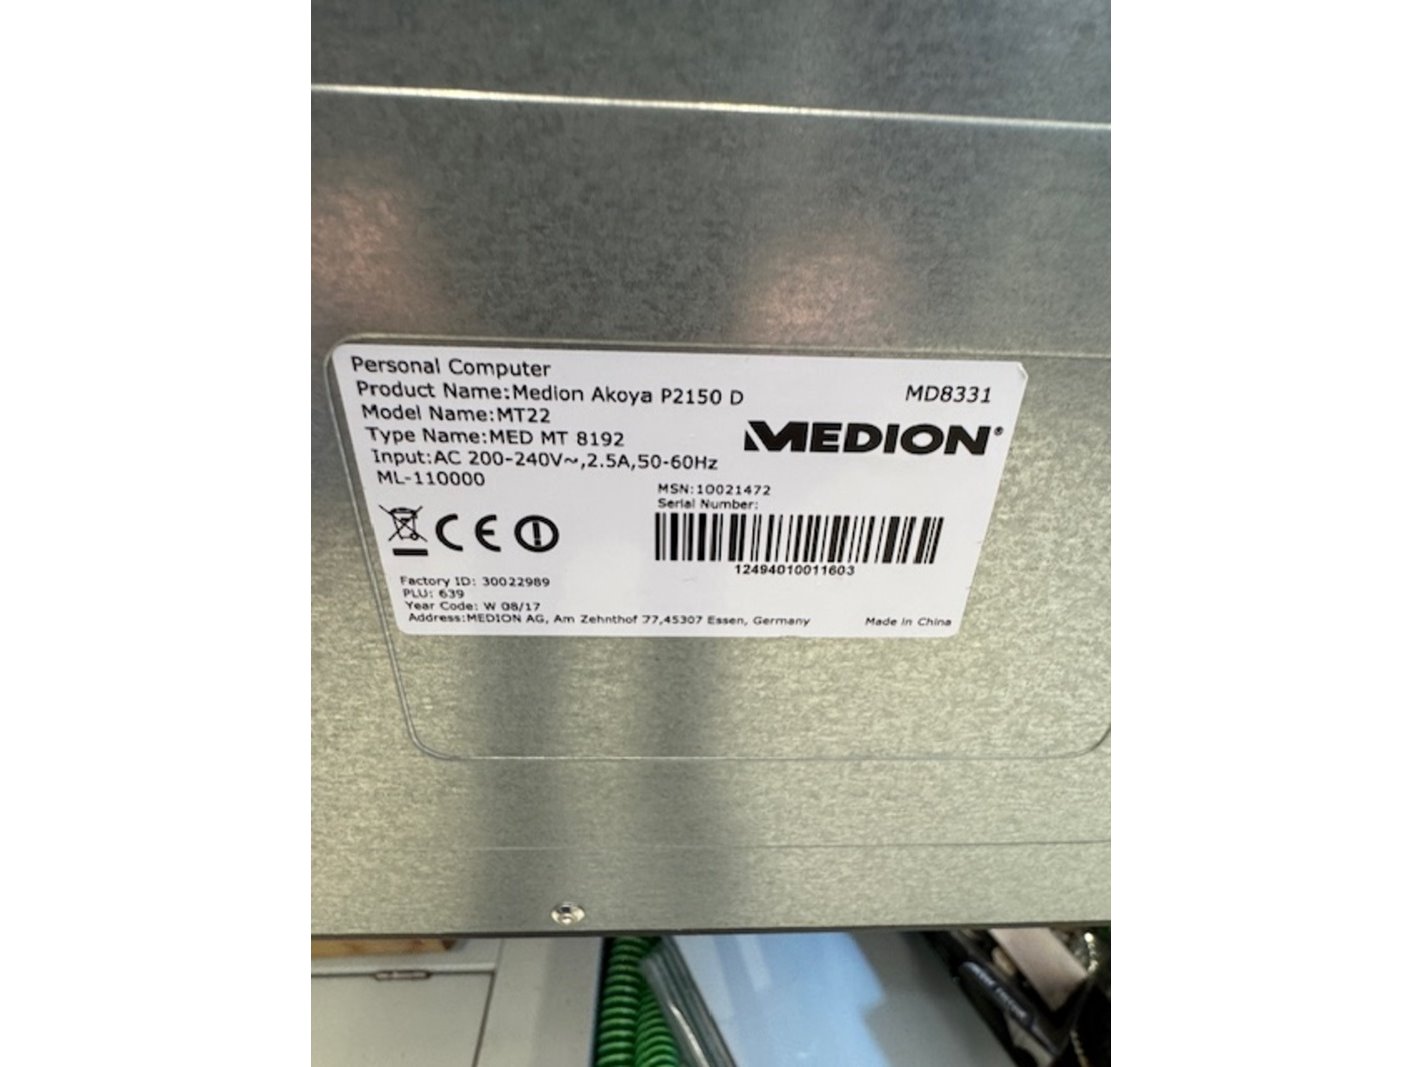 Personal Computer
Product Name:Medion Akoya P2150 D
MD8331
Model Name:MT22
MEDION®
Type Name:MED MT 8192
Input:AC 200-240V~,2.5A,50-60Hz
ML-110000
MSN:10021472
Serial Number:
CE
12494010011603
Factory ID: 30022989
PLU: 639
Year Code: W 08/17
Address:MEDION AG, Am Zehnthof 77,45307 Essen, Germany
Made in China